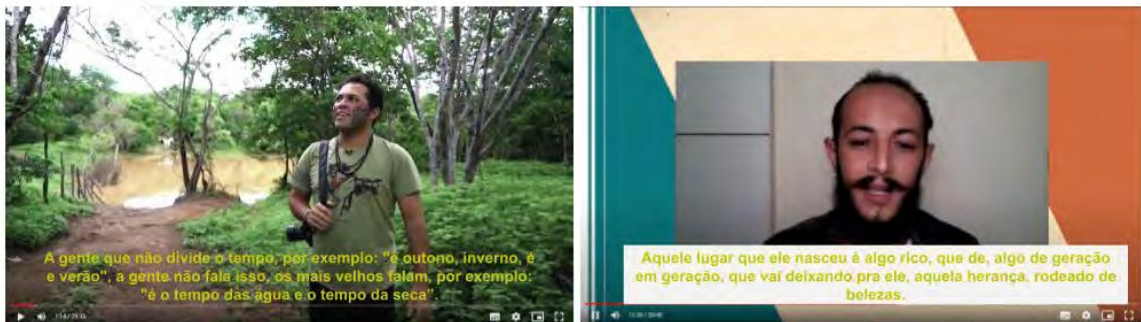 A gente que não divide o tempo, por exemplo: "é outono, inverno, é
e verão", a gente não fale isso, os mais velhos falam, por exemplo:
"é o tempo das água e o tempo da seca".
Aquele lugar que ele nasceu é algo rico, que de, algo de geração
em geração, que vai deixando pra ele, aquela herança, rodeado de
belezas.